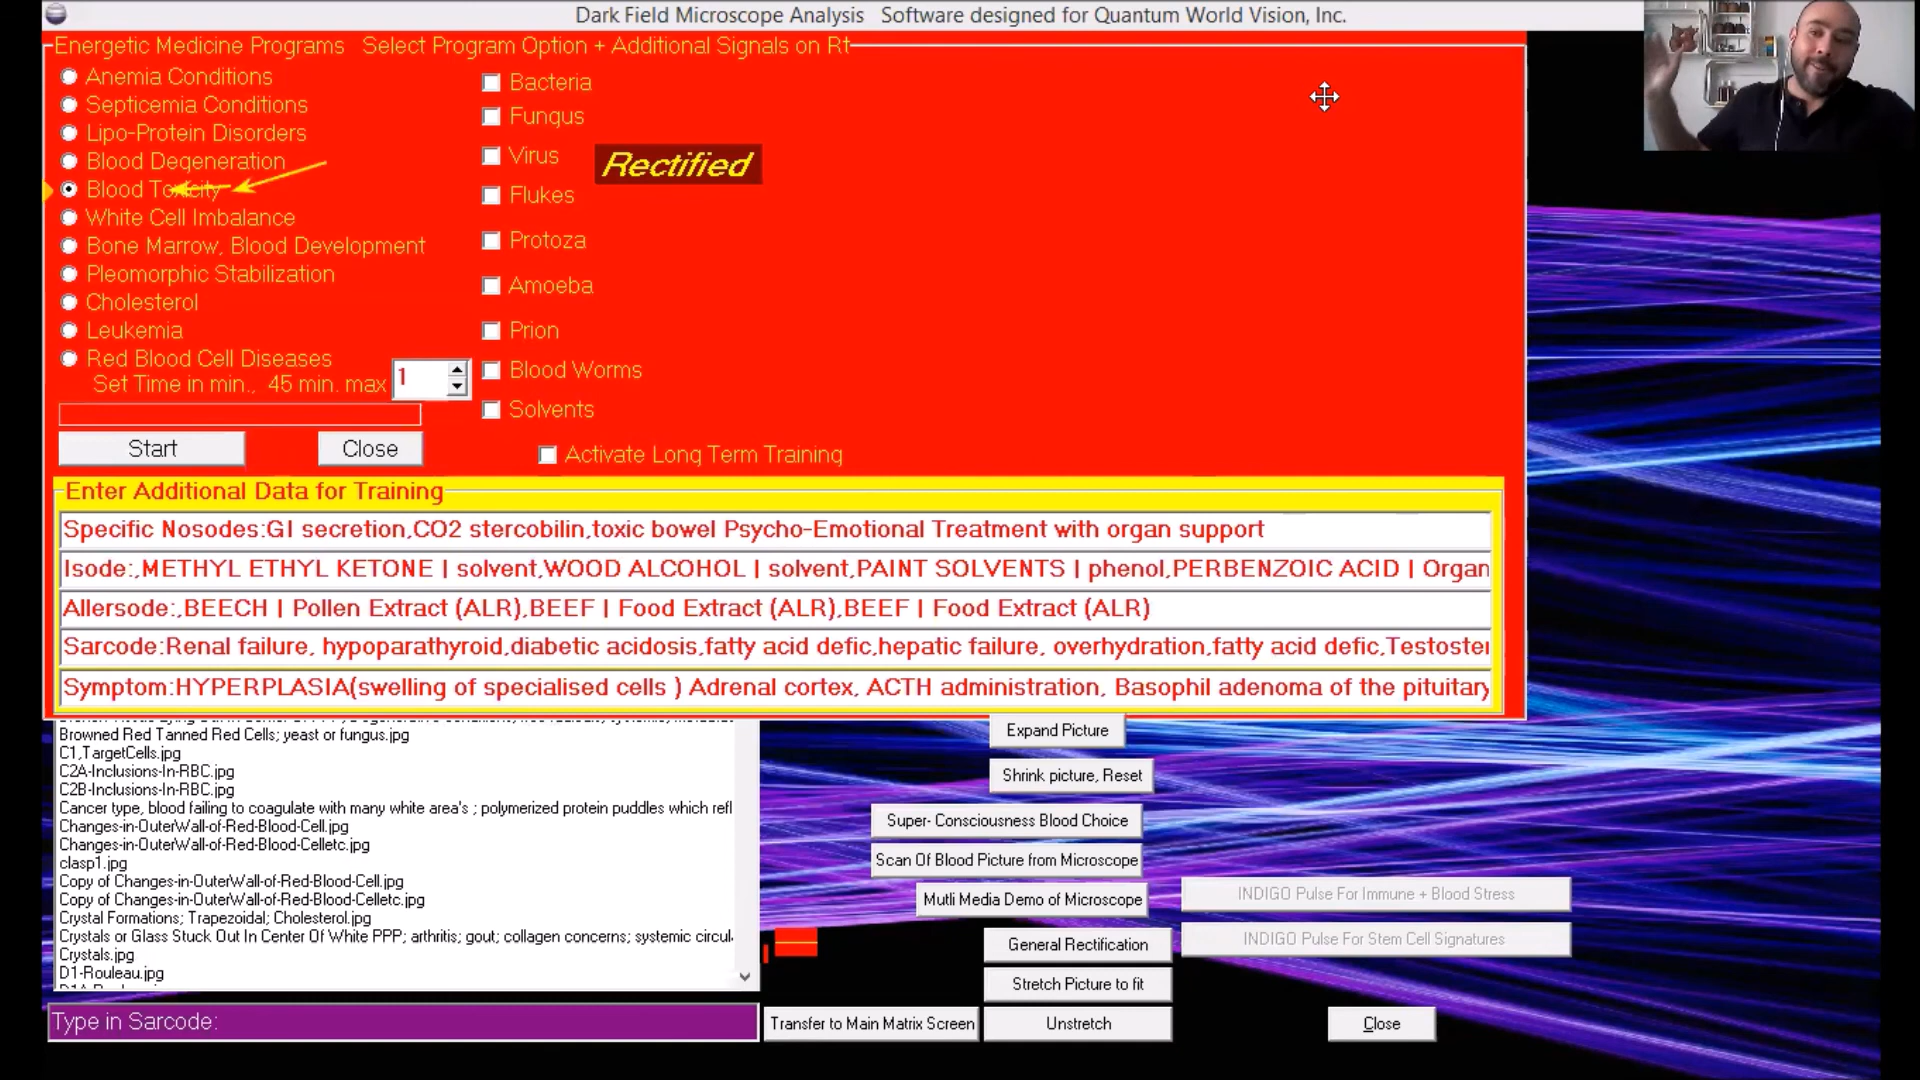 Dark Field Microscope Analysis Software designed for Quantum World Vision, Inc.
Energetic Medicine Programs Select Program Option + Additional Signals on Rt
Anemia Conditions
Septicemia Conditions
Lipo-Protein Disorders
Blood Degeneration
Blood Toxicity
White Cell Imbalance
Bone Marrow, Blood Development
Pleomorphic Stabilization
Cholesterol
Leukemia
Red Blood Cell Diseases
Set Time in min., 45 min. max
1
Start
Close
Bacteria
Fungus
Virus
Flukes
Protoza
Amoeba
Prion
Blood Worms
Solvents
Rectified
Activate Long Term Training
Enter Additional Data for Training
Specific Nosodes:GI secretion,CO2 stercobilin,toxic bowel Psycho-Emotional Treatment with organ support
Isode:,METHYL ETHYL KETONE | solvent,WOOD ALCOHOL | solvent,PAINT SOLVENTS | phenol,PERBENZOIC ACID | Organ
Allersode:,BEECH | Pollen Extract (ALR),BEEF | Food Extract (ALR),BEEF | Food Extract (ALR)
Sarcode:Renal failure, hypoparathyroid,diabetic acidosis,fatty acid defic,hepatic failure, overhydration,fatty acid defic,Testoster
Symptom:HYPERPLASIA(swelling of specialised cells ) Adrenal cortex, ACTH administration, Basophil adenoma of the pituitary
Browned Red Tanned Red Cells; yeast or fungus.jpg
C1,TargetCells.jpg
C2A-Inclusions-In-RBC.jpg
C2B-Inclusions-In-RBC.jpg
Cancer type, blood failing to coagulate with many white area's ; polymerized protein puddles which refl
Changes-in-OuterWall-of-Red-Blood-Cell.jpg
Changes-in-OuterWall-of-Red-Blood-Celletc.jpg
clasp1.jpg
Copy of Changes-in-OuterWall-of-Red-Blood-Cell.jpg
Copy of Changes-in-OuterWall-of-Red-Blood-Celletc.jpg
Crystal Formations; Trapezoidal; Cholesterol.jpg
Crystals or Glass Stuck Out In Center Of White PPP; arthritis; gout; collagen concerns; systemic circul
Crystals.jpg
D1-Rouleau.jpg
Type in Sarcode:
Expand Picture
Shrink picture, Reset
Super- Consciousness Blood Choice
Scan Of Blood Picture from Microscope
Mutli Media Demo of Microscope
General Rectification
Stretch Picture to fit
Transfer to Main Matrix Screen
Unstretch
INDIGO Pulse For Immune + Blood Stress
INDIGO Pulse For Stem Cell Signatures
Close